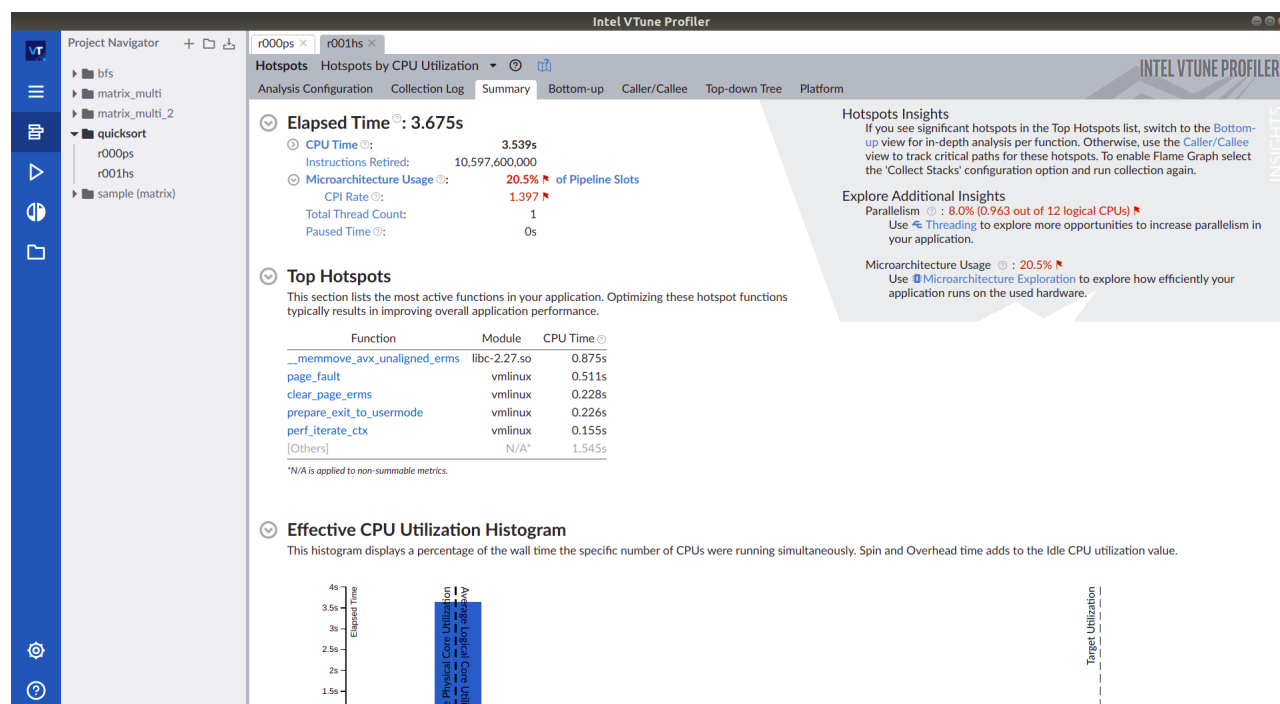 Intel VTune Profiler
VT
Project Navigator
bfs
matrix_multi
matrix_multi_2
quicksort
r000ps
r001hs
sample (matrix)
r000ps × r001hs ×
Hotspots Hotspots by CPU Utilization
INTEL VTUNE PROFILER
Analysis Configuration Collection Log Summary Bottom-up Caller/Callee Top-down Tree Platform
Elapsed Time: 3.675s
CPU Time: 3.539s
Instructions Retired: 10,597,600,000
Microarchitecture Usage: 20.5% of Pipeline Slots
CPI Rate: 1.397
Total Thread Count: 1
Paused Time: 0s
Hotspots Insights
If you see significant hotspots in the Top Hotspots list, switch to the Bottom-
up view for in-depth analysis per function. Otherwise, use the Caller/Callee
view to track critical paths for these hotspots. To enable Flame Graph select
the 'Collect Stacks' configuration option and run collection again.
Explore Additional Insights
Parallelism : 8.0% (0.963 out of 12 logical CPUs)
Use Threading to explore more opportunities to increase parallelism in
your application.
Microarchitecture Usage : 20.5%
Use Microarchitecture Exploration to explore how efficiently your
application runs on the used hardware.
INSIGHTS
Top Hotspots
This section lists the most active functions in your application. Optimizing these hotspot functions
typically results in improving overall application performance.
Function Module CPU Time
__memmove_avx_unaligned_erms libc-2.27.so 0.875s
page_fault vmlinux 0.511s
clear_page_erms vmlinux 0.228s
prepare_exit_to_usermode vmlinux 0.226s
perf_iterate_ctx vmlinux 0.155s
[Others] N/A* 1.545s
*N/A is applied to non-summable metrics.
Effective CPU Utilization Histogram
This histogram displays a percentage of the wall time the specific number of CPUs were running simultaneously. Spin and Overhead time adds to the Idle CPU utilization value.
4s
3.5s
3s
2.5s
2s
1.5s
Elapsed Time
Physical Core Utilization
Average Logical Core
Target Utilization